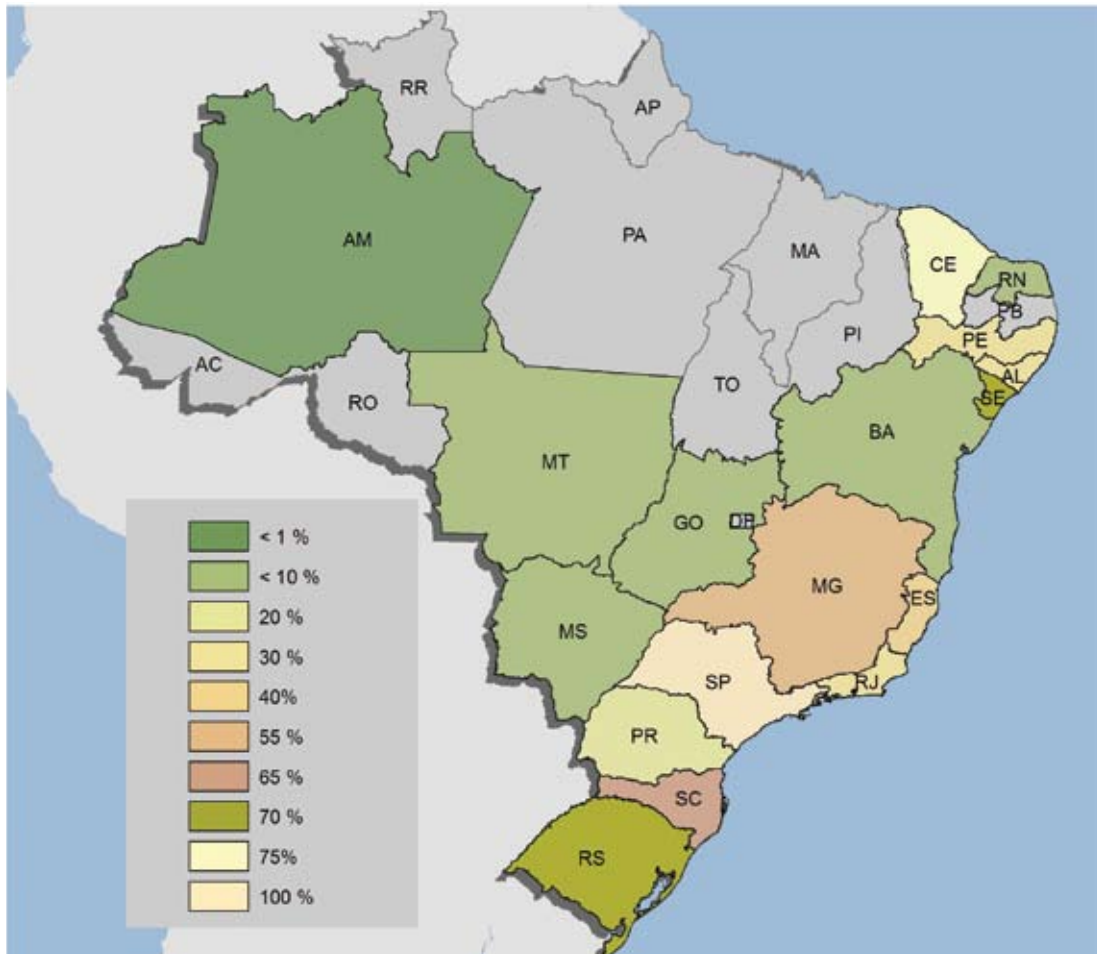 RR
AP
AM
PA
MA
CE
RN
PB
PI
PE
AC
AL
TO
SE
RO
BA
MT
GO
DF
MG
ES
MS
SP
RJ
PR
SC
RS
< 1 %
< 10 %
20 %
30 %
40%
55 %
65 %
70 %
75%
100 %